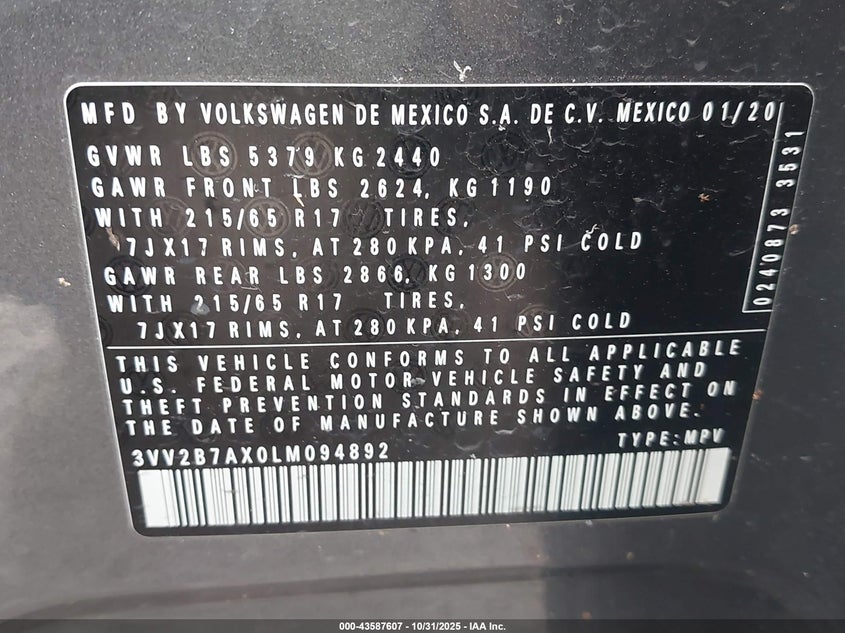 MFD BY VOLKSWAGEN DE MEXICO S.A. DE C.V. MEXICO 01/20
GVWR LBS 5379 KG 2440
GAWR FRONT LBS 2624, KG 1190
WITH 215/65 R17 TIRES,
7JX17 RIMS, AT 280 KPA, 41 PSI COLD
GAWR REAR LBS 2866, KG 1300
WITH 215/65 R17 TIRES,
7JX17 RIMS, AT 280 KPA, 41 PSI COLD
0240873 3531
THIS VEHICLE CONFORMS TO ALL APPLICABLE
U.S. FEDERAL MOTOR VEHICLE SAFETY AND
THEFT PREVENTION STANDARDS IN EFFECT ON
THE DATE OF MANUFACTURE SHOWN ABOVE.
3VV2B7AX0LM094892 TYPE: MPV
000-43587607 - 10/31/2025 - IAA Inc.